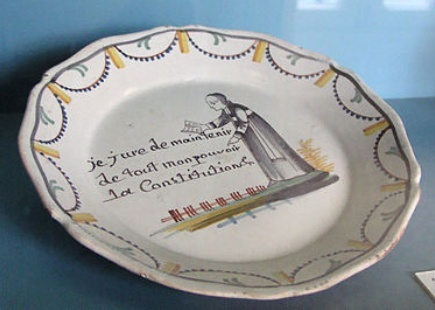 je jure de maintenir
de tout mon pouvoir
la Constitution